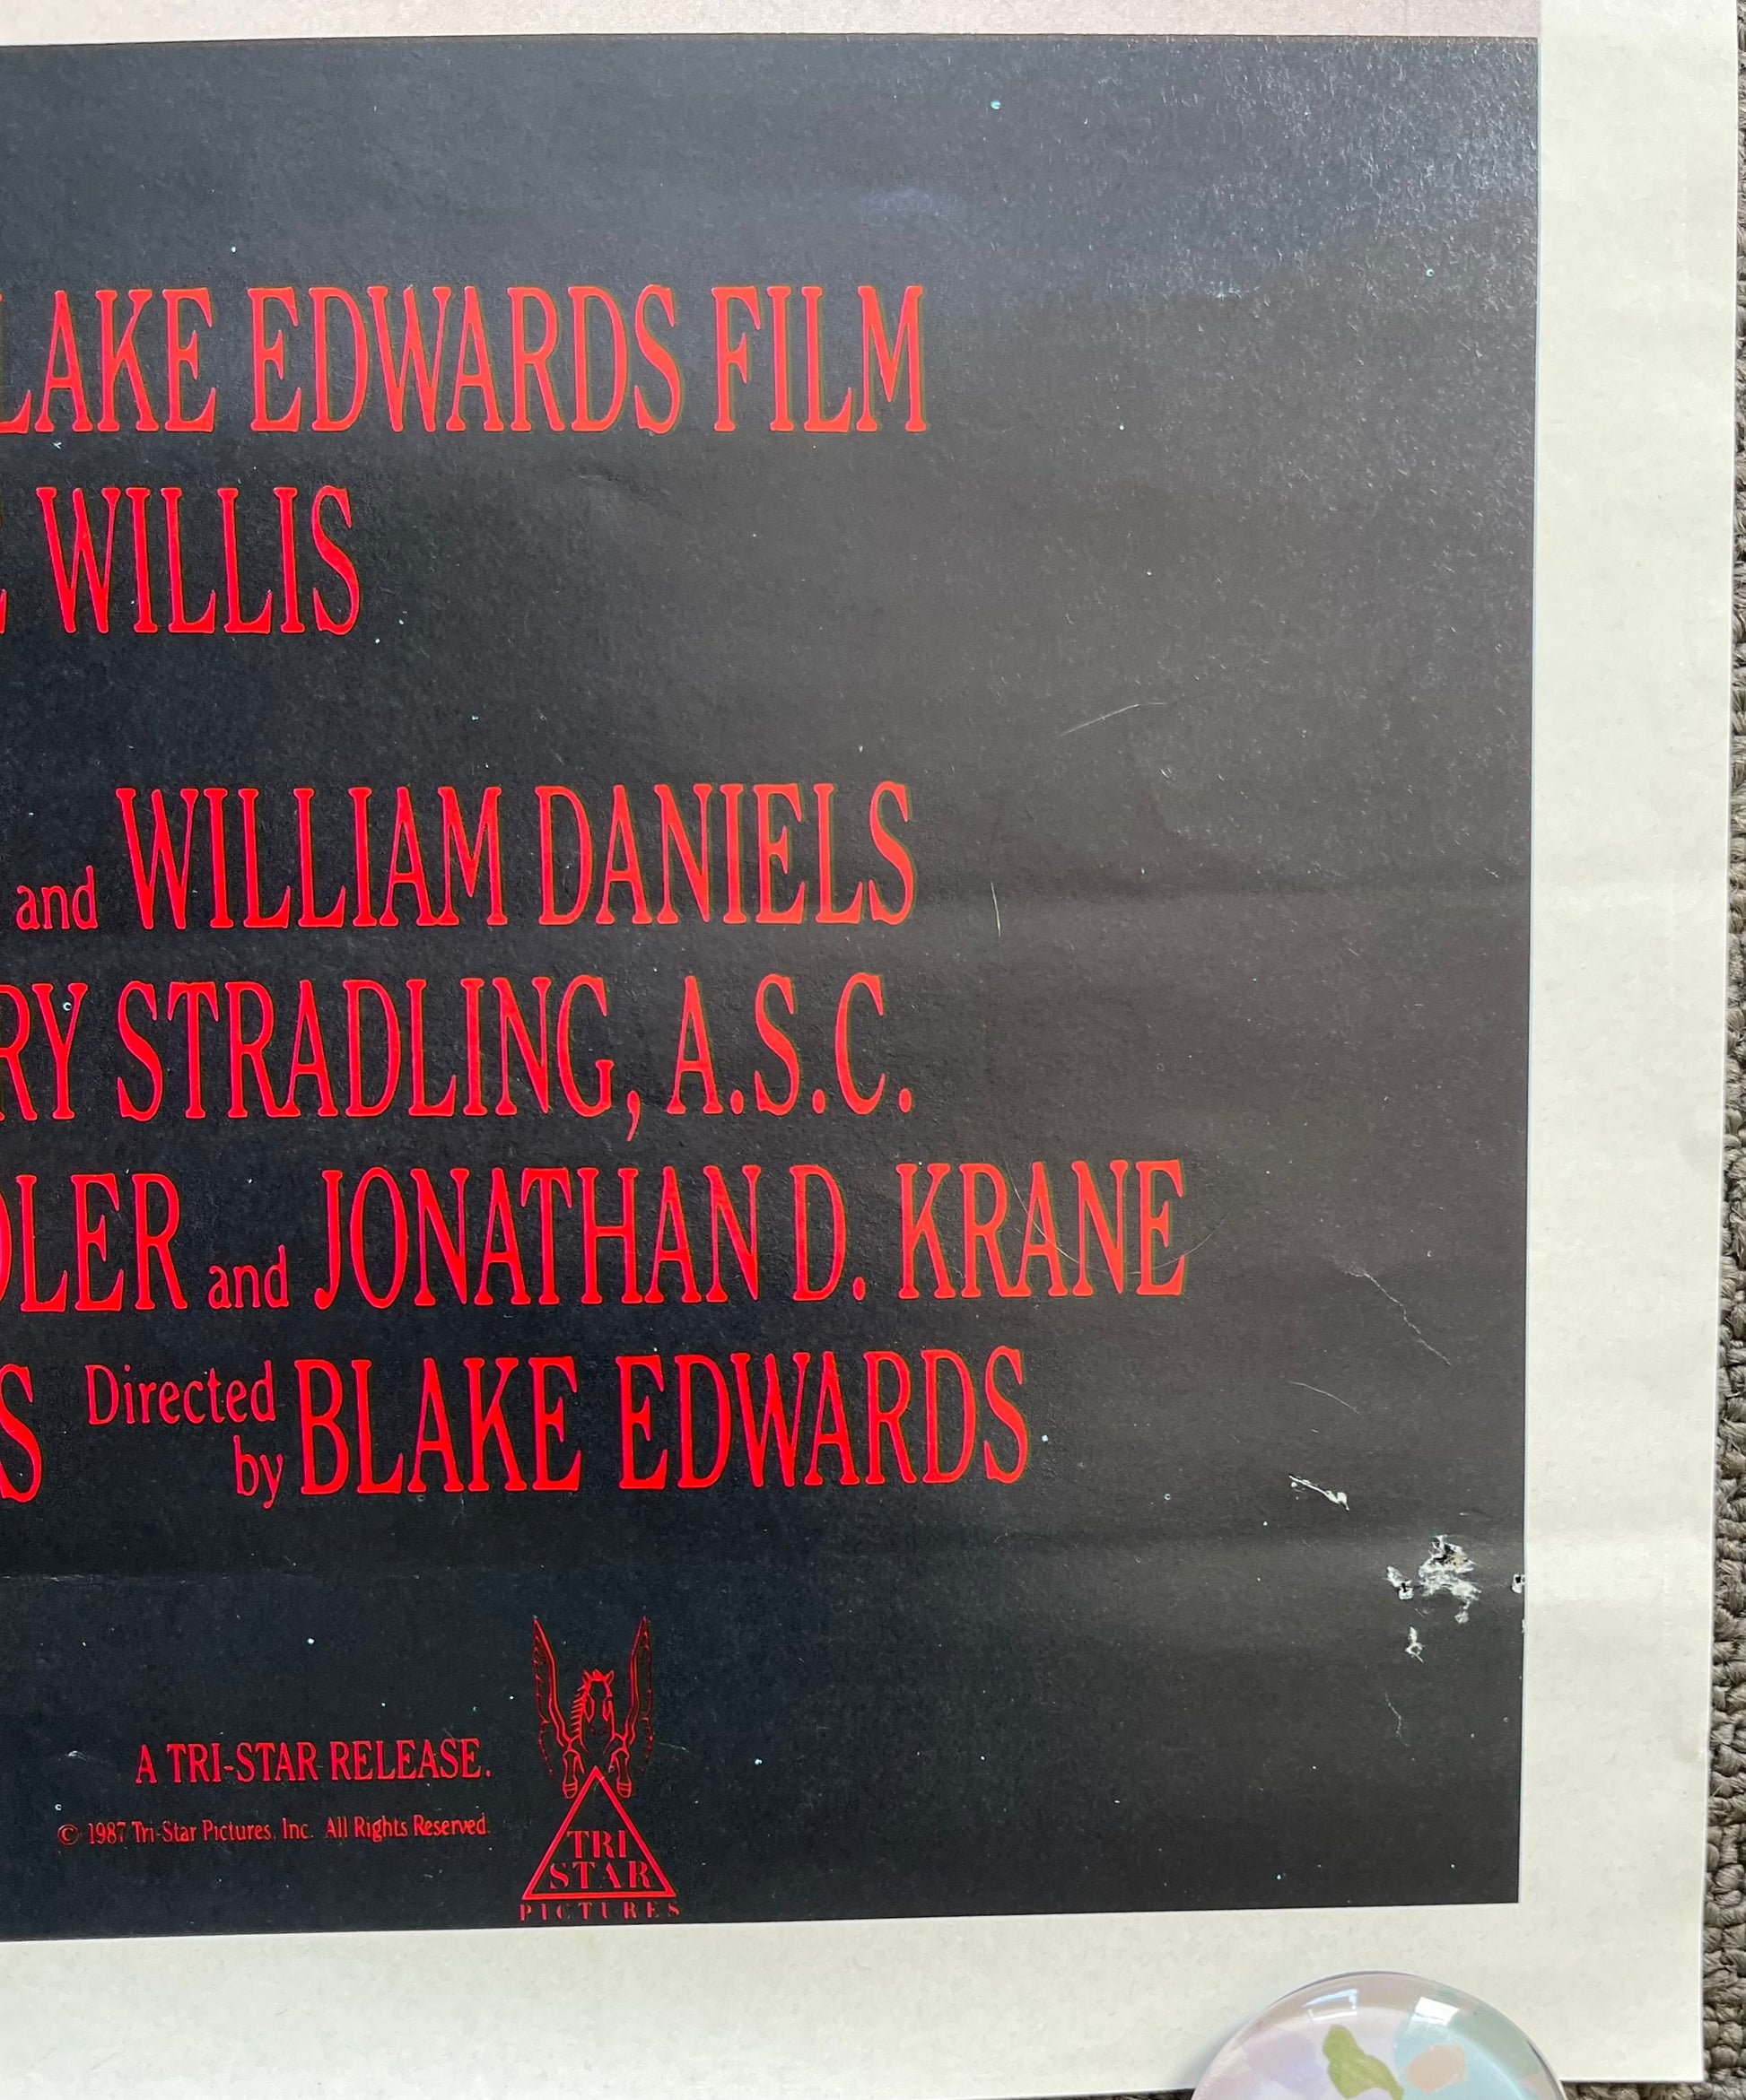 LAKE EDWARDS FILM
WILLIS
and WILLIAM DANIELS
RY STRADLING, A.S.C.
DLER and JONATHAN D. KRANE
S Directed by BLAKE EDWARDS
A TRI-STAR RELEASE.
© 1987 Tri-Star Pictures, Inc. All Rights Reserved.
TRI
STAR
PICTURES